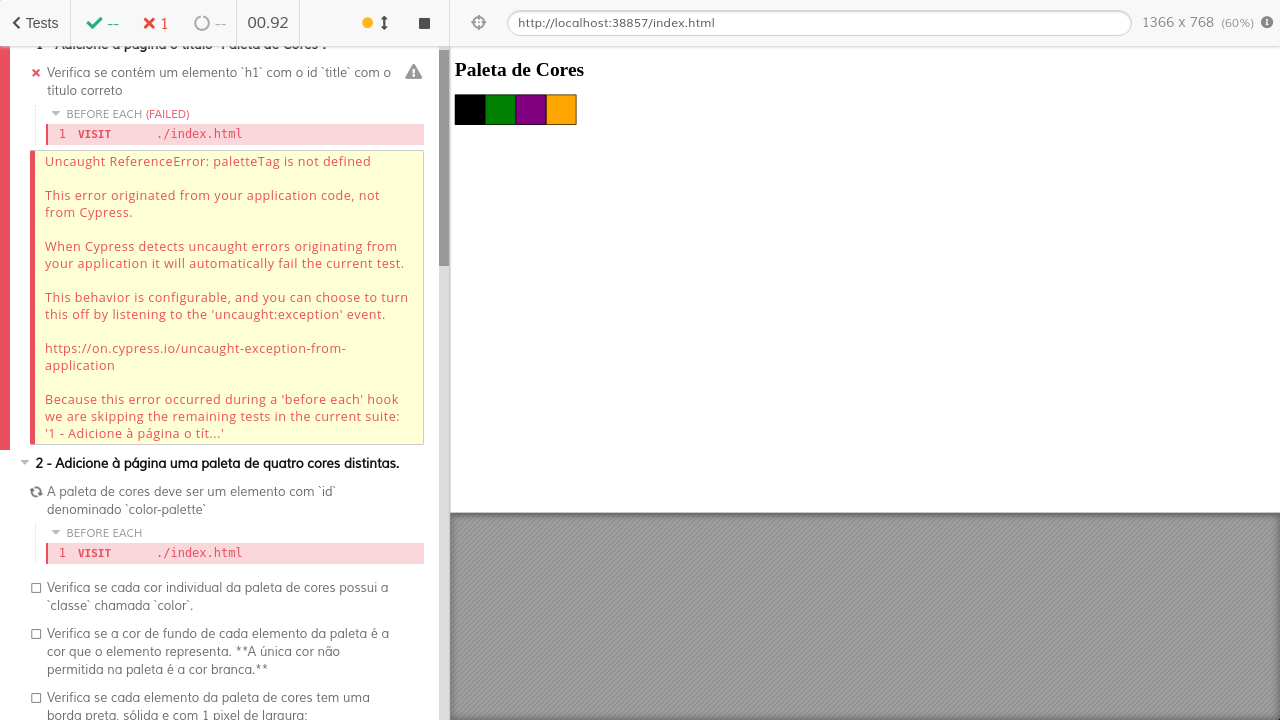 Tests
--
1
--
00.92
http://localhost:38857/index.html
1366 x 768 (60%)
1 - Adicione à página o título "Paleta de Cores".
Verifica se contém um elemento `h1` com o id `title` com o
título correto
BEFORE EACH (FAILED)
1 VISIT ./index.html
Uncaught ReferenceError: paletteTag is not defined
This error originated from your application code, not
from Cypress.
When Cypress detects uncaught errors originating from
your application it will automatically fail the current test.
This behavior is configurable, and you can choose to turn
this off by listening to the 'uncaught:exception' event.
https://on.cypress.io/uncaught-exception-from-
application
Because this error occurred during a 'before each' hook
we are skipping the remaining tests in the current suite:
'1 - Adicione à página o tít...'
2 - Adicione à página uma paleta de quatro cores distintas.
A paleta de cores deve ser um elemento com `id`
denominado `color-palette`
BEFORE EACH
1 VISIT ./index.html
Verifica se cada cor individual da paleta de cores possui a
`classe` chamada `color`.
Verifica se a cor de fundo de cada elemento da paleta é a
cor que o elemento representa. **A única cor não
permitida na paleta é a cor branca.**
Verifica se cada elemento da paleta de cores tem uma
borda preta, sólida e com 1 pixel de largura;
Paleta de Cores